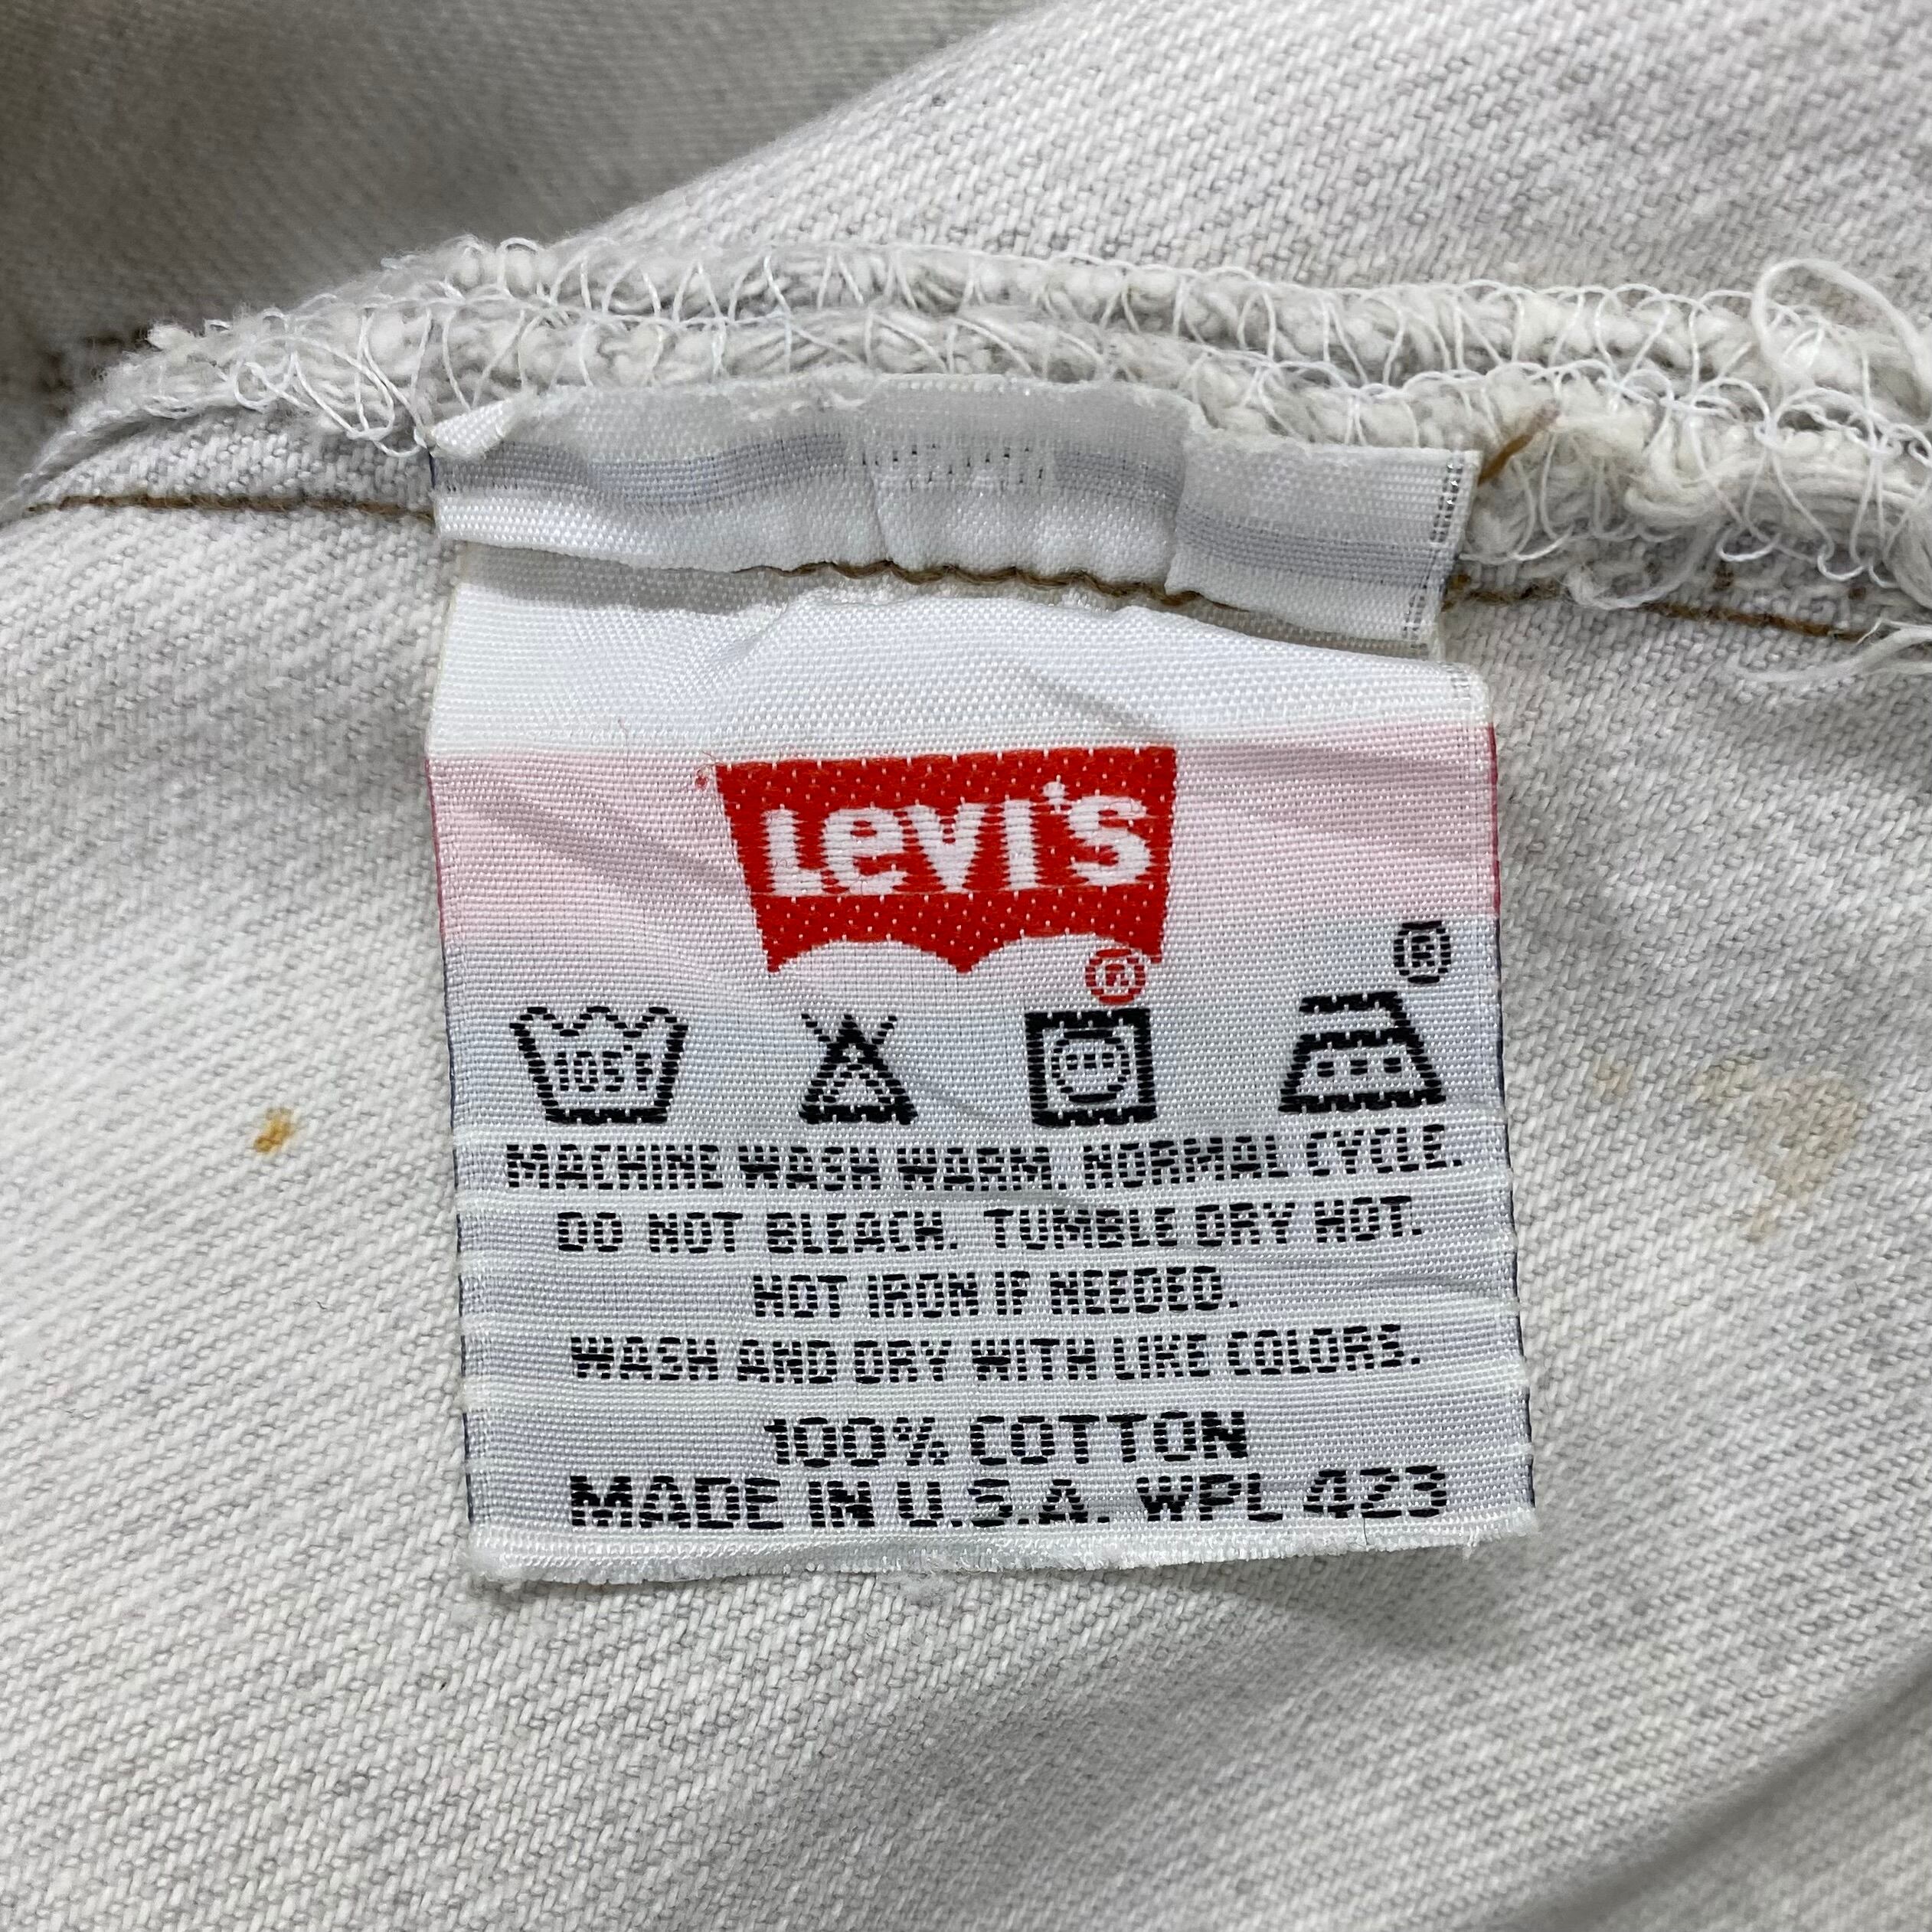 Levi's
®
®
105°F
MACHINE WASH WARM. NORMAL CYCLE.
DO NOT BLEACH. TUMBLE DRY HOT.
HOT IRON IF NEEDED.
WASH AND DRY WITH LIKE COLORS.
100% COTTON
MADE IN U.S.A. WPL 423